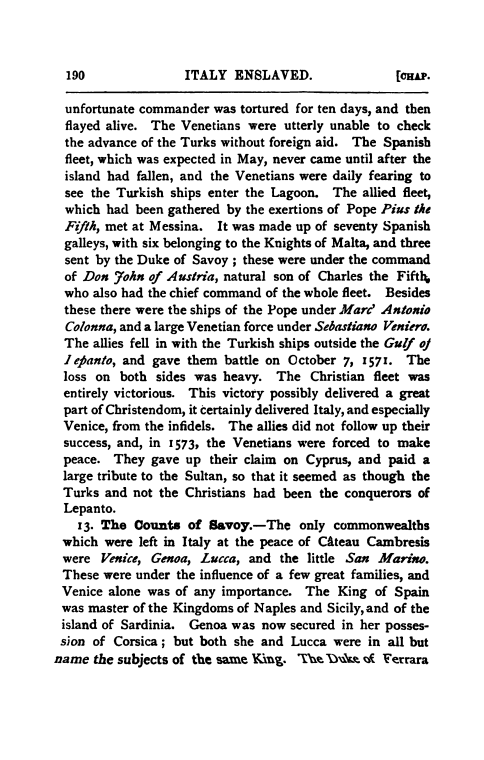 190 ITALY ENSLAVED. [CHAP.
unfortunate commander was tortured for ten days, and then
flayed alive. The Venetians were utterly unable to check
the advance of the Turks without foreign aid. The Spanish
fleet, which was expected in May, never came until after the
island had fallen, and the Venetians were daily fearing to
see the Turkish ships enter the Lagoon. The allied fleet,
which had been gathered by the exertions of Pope Pius the
Fifth, met at Messina. It was made up of seventy Spanish
galleys, with six belonging to the Knights of Malta, and three
sent by the Duke of Savoy ; these were under the command
of Don John of Austria, natural son of Charles the Fifth,
who also had the chief command of the whole fleet. Besides
these there were the ships of the Pope under Marc' Antonio
Colonna, and a large Venetian force under Sebastiano Veniero.
The allies fell in with the Turkish ships outside the Gulf of
Lepanto, and gave them battle on October 7, 1571. The
loss on both sides was heavy. The Christian fleet was
entirely victorious. This victory possibly delivered a great
part of Christendom, it certainly delivered Italy, and especially
Venice, from the infidels. The allies did not follow up their
success, and, in 1573, the Venetians were forced to make
peace. They gave up their claim on Cyprus, and paid a
large tribute to the Sultan, so that it seemed as though the
Turks and not the Christians had been the conquerors of
Lepanto.
13. The Counts of Savoy.—The only commonwealths
which were left in Italy at the peace of Câteau Cambresis
were Venice, Genoa, Lucca, and the little San Marino.
These were under the influence of a few great families, and
Venice alone was of any importance. The King of Spain
was master of the Kingdoms of Naples and Sicily, and of the
island of Sardinia. Genoa was now secured in her posses-
sion of Corsica ; but both she and Lucca were in all but
name the subjects of the same King. The Duke of Ferrara